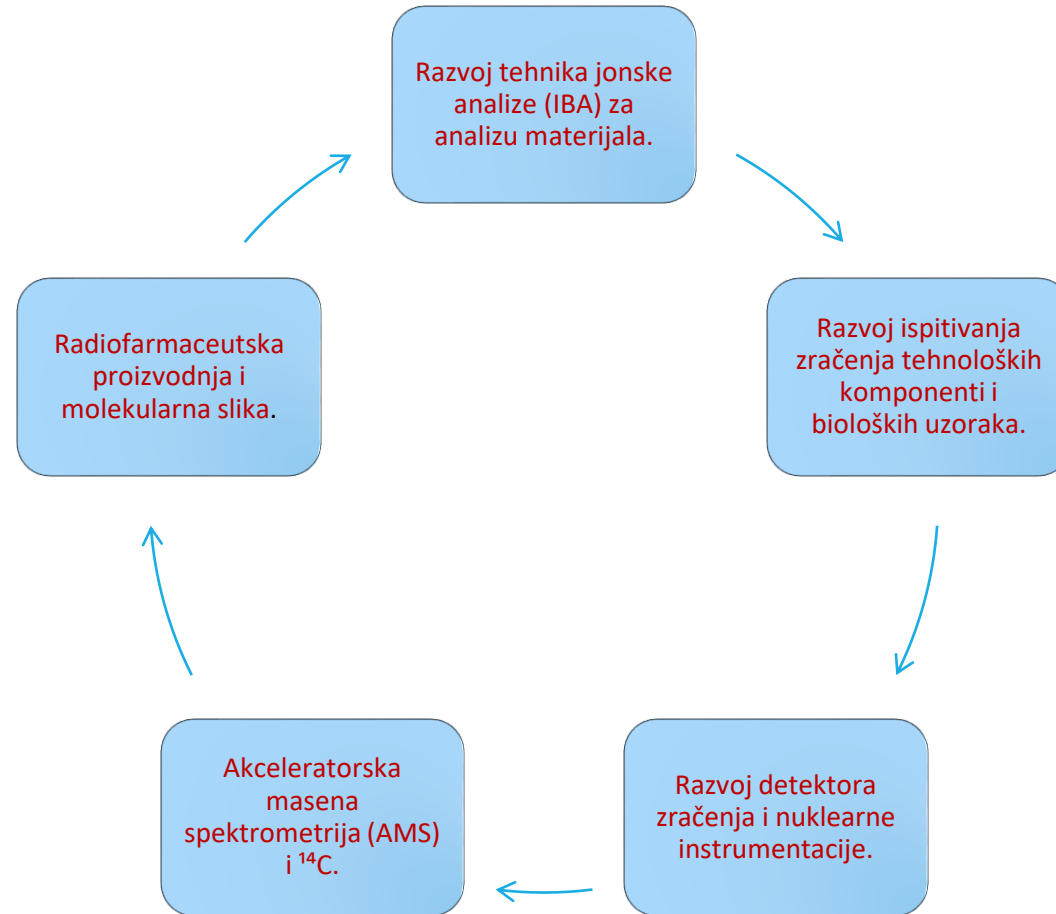 Razvoj tehnika jonske
analize (IBA) za
analizu materijala.
Razvoj ispitivanja
zračenja tehnoloških
komponenti i
bioloških uzoraka.
Razvoj detektora
zračenja i nuklearne
instrumentacije.
Akceleratorska
masena
spektrometrija (AMS)
i ¹⁴C.
Radiofarmaceutska
proizvodnja i
molekularna slika.